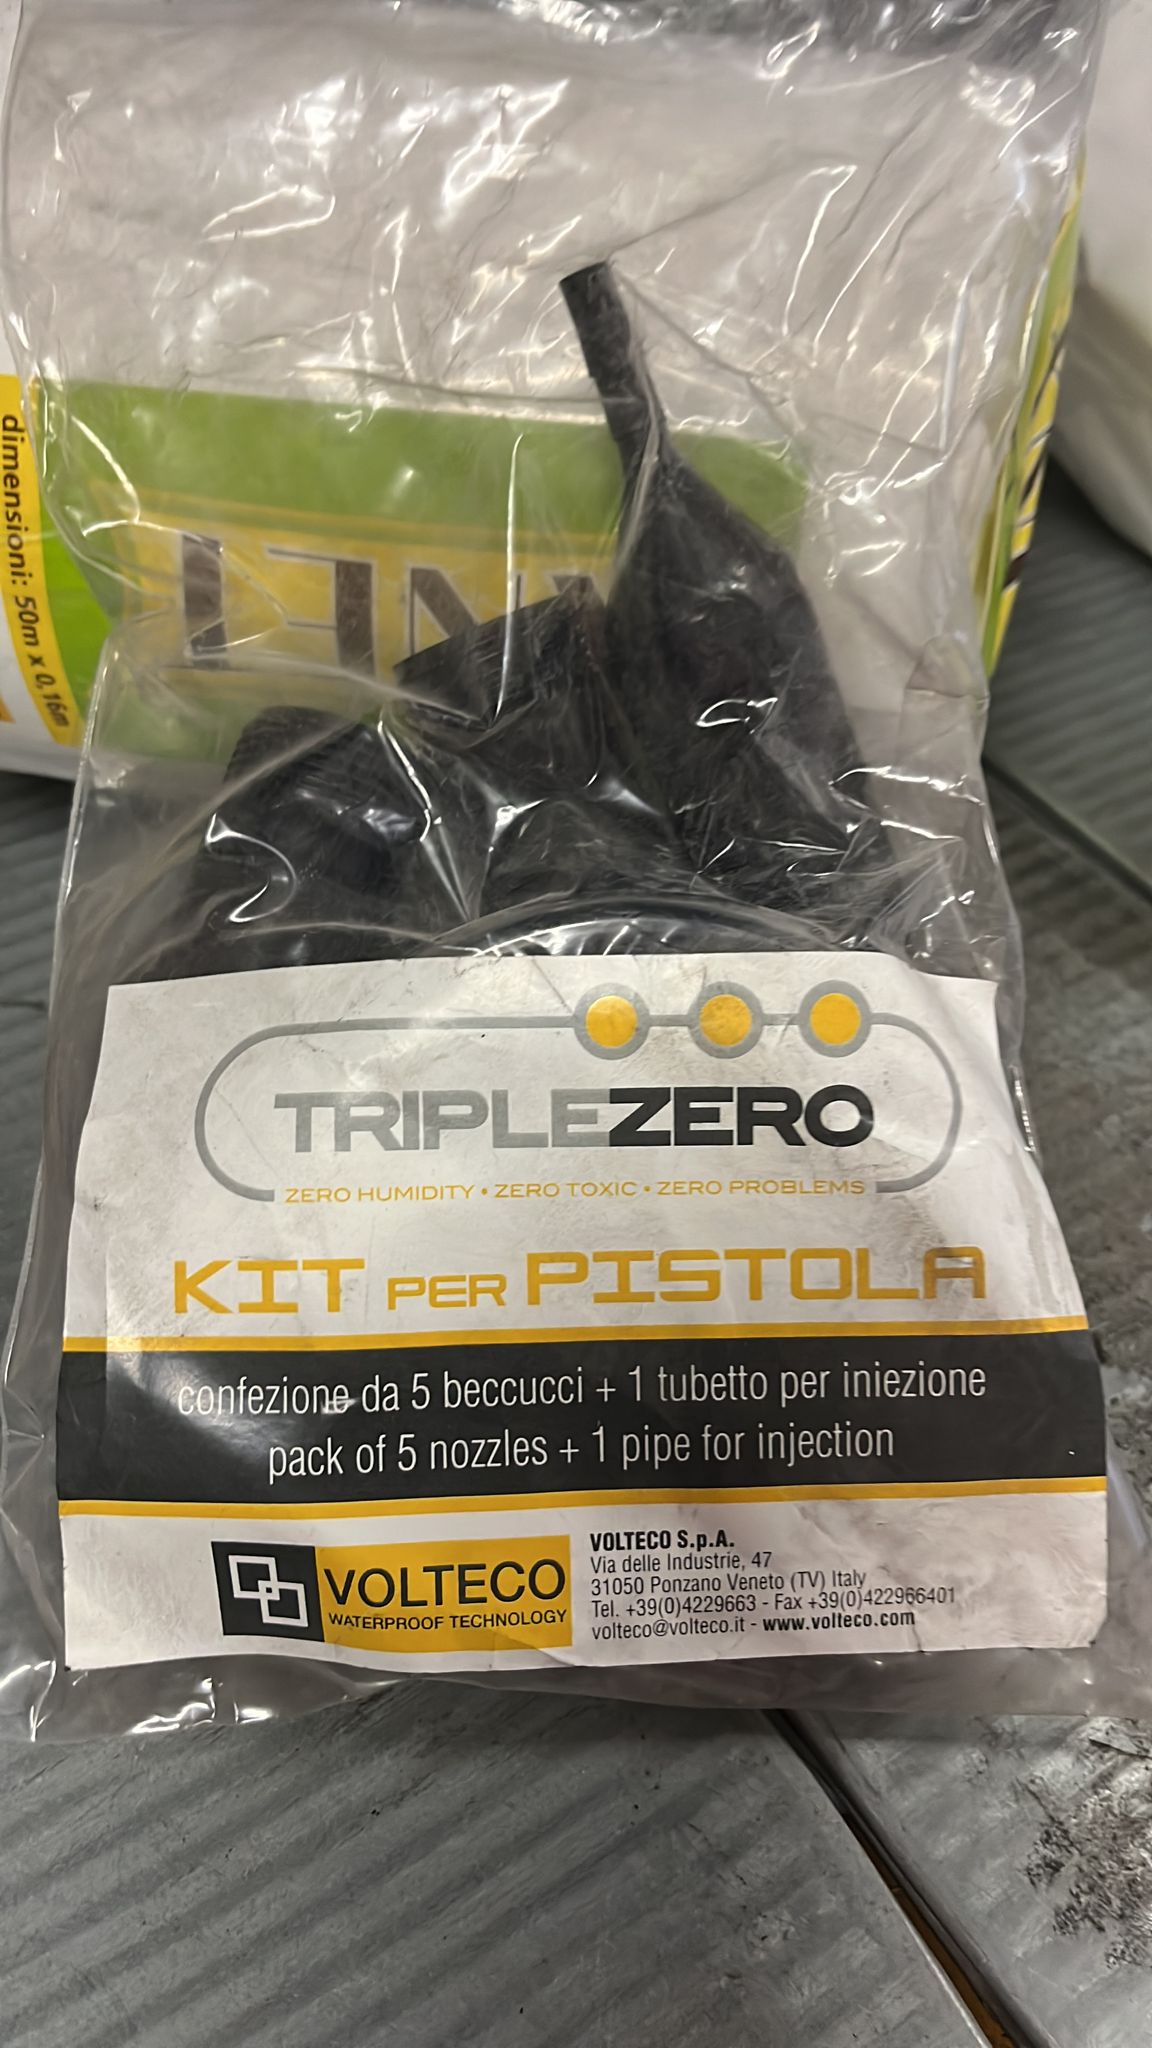 dimensioni: 50m x 0,16m
TRIPLEZERO
ZERO HUMIDITY • ZERO TOXIC • ZERO PROBLEMS
KIT PER PISTOLA
confezione da 5 beccucci + 1 tubetto per iniezione
pack of 5 nozzles + 1 pipe for injection
VOLTECO
WATERPROOF TECHNOLOGY
VOLTECO S.p.A.
Via delle Industrie, 47
31050 Ponzano Veneto (TV) Italy
Tel. +39(0)4229663 - Fax +39(0)422966401
volteco@volteco.it - www.volteco.com